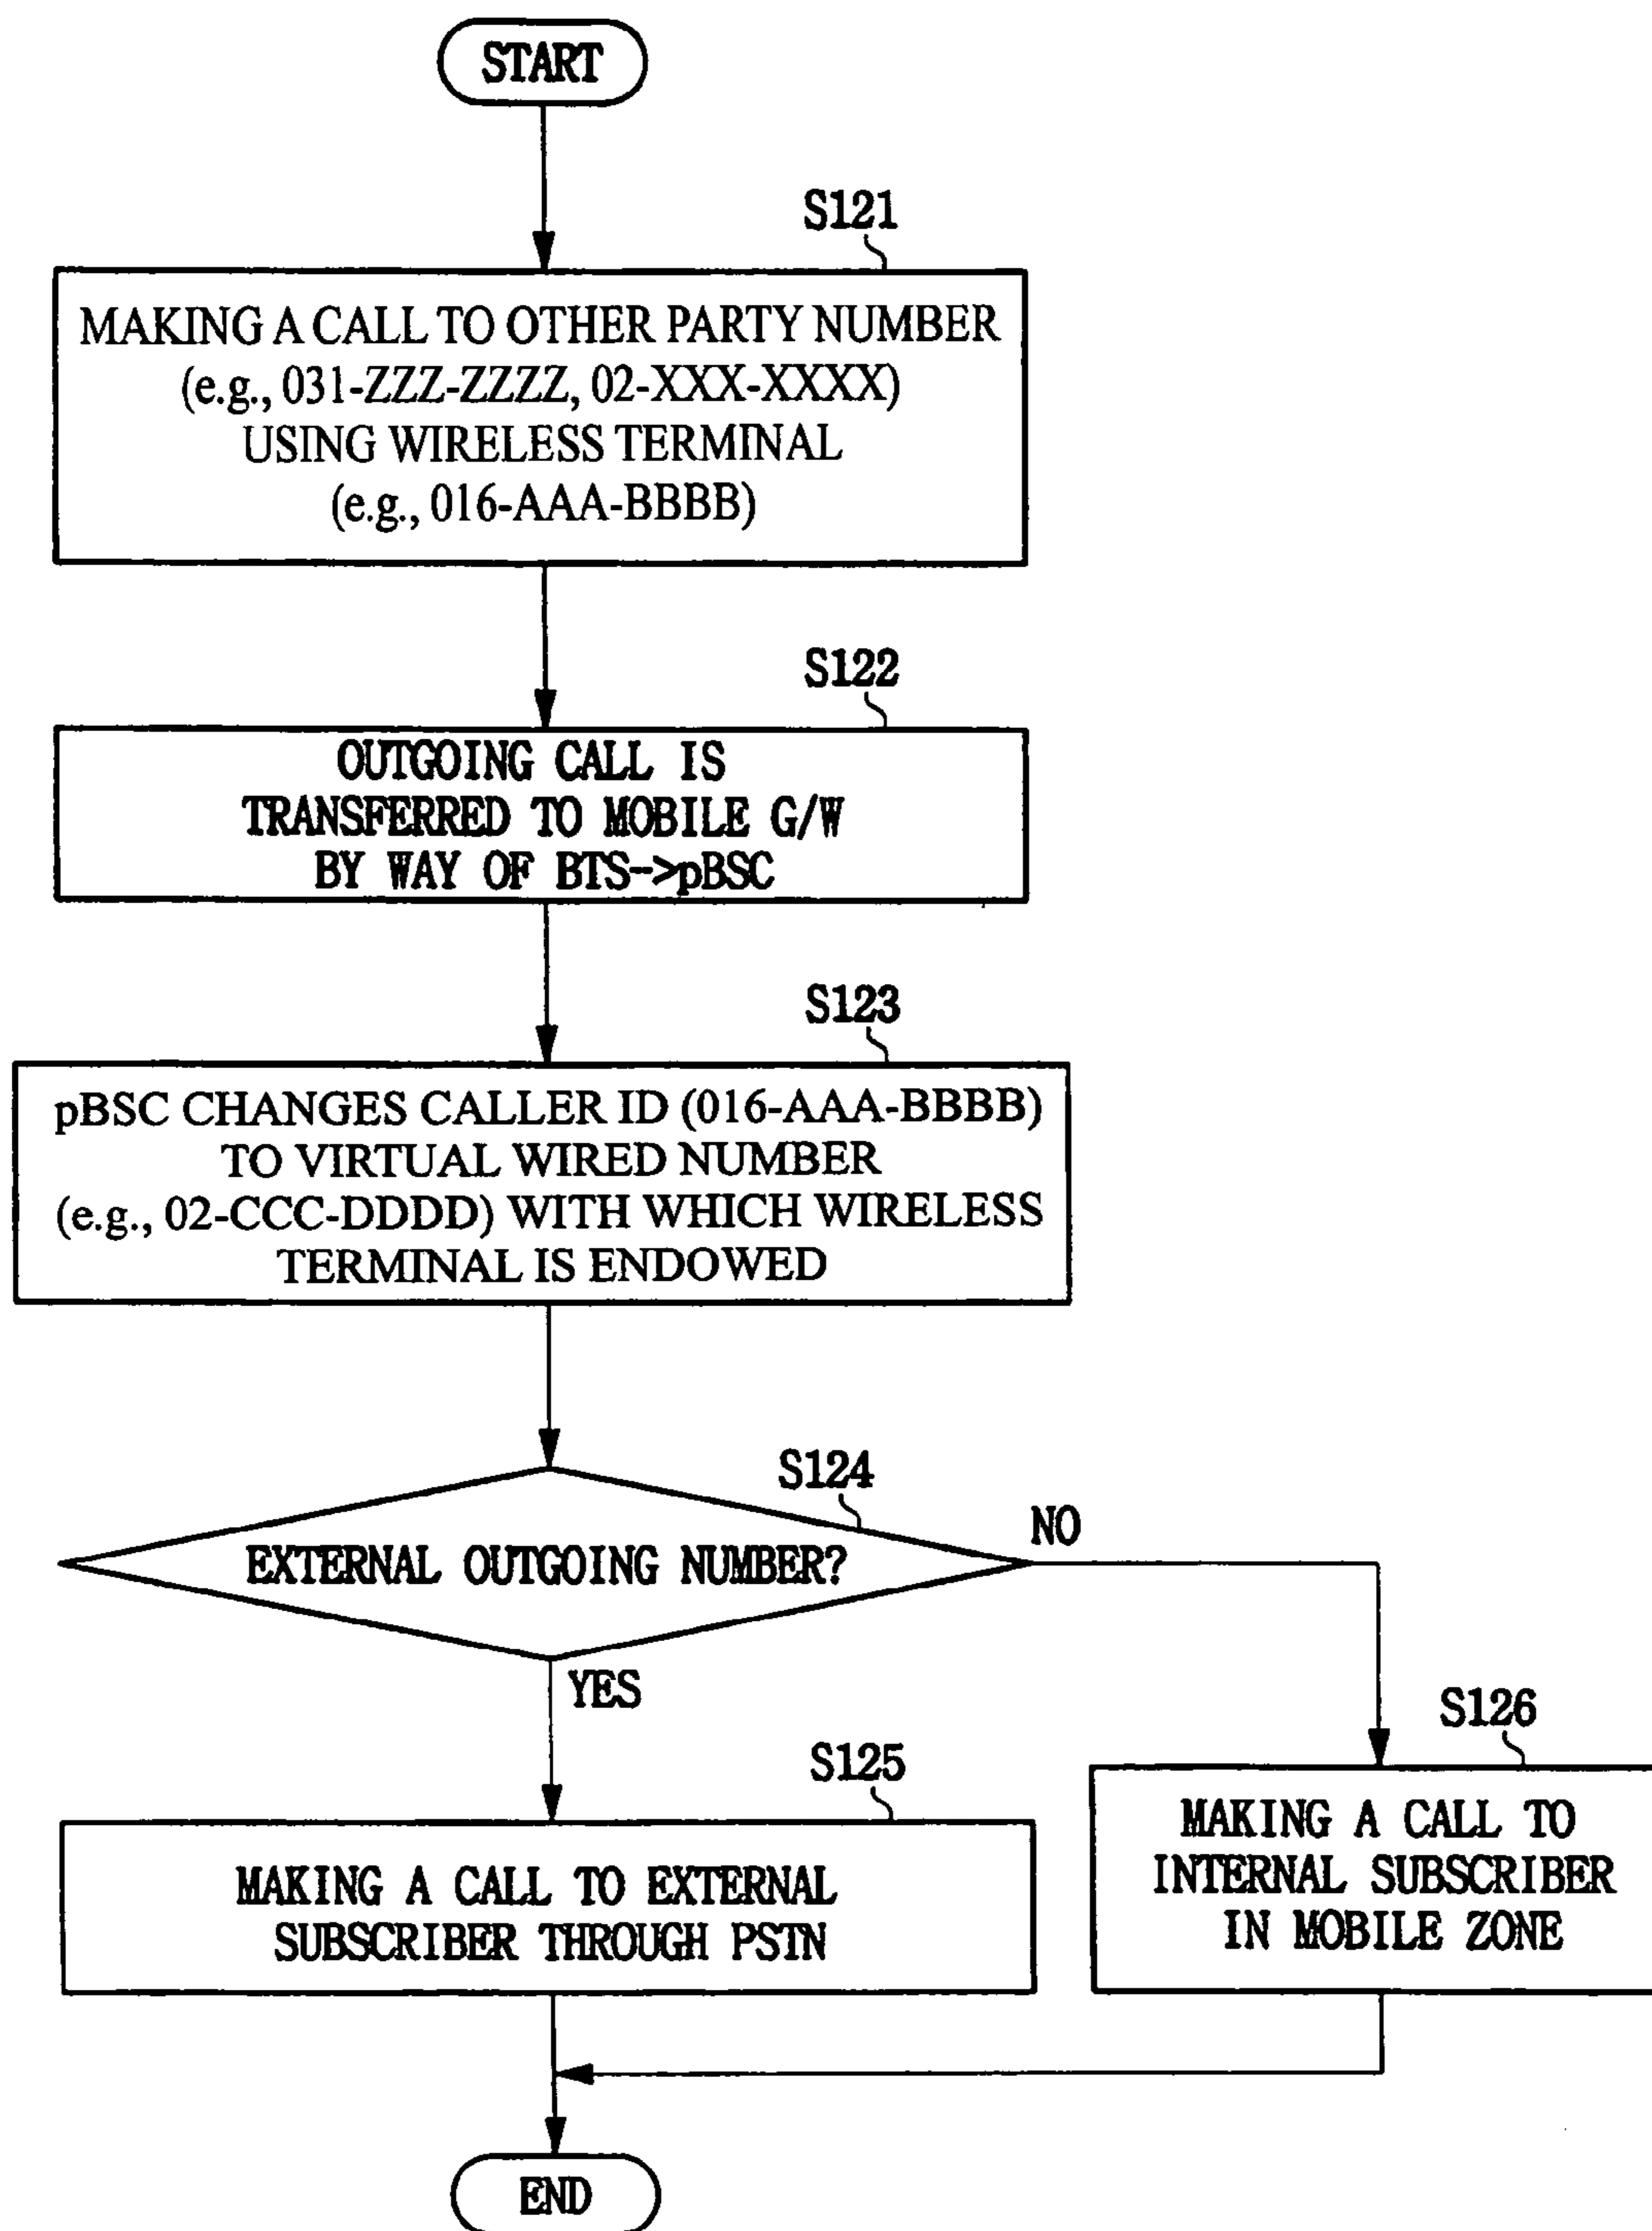 START
S121
MAKING A CALL TO OTHER PARTY NUMBER
(e.g., 031-ZZZ-ZZZZ, 02-XXX-XXXX)
USING WIRELESS TERMINAL
(e.g., 016-AAA-BBBB)
S122
OUTGOING CALL IS
TRANSFERRED TO MOBILE G/W
BY WAY OF BTS->pBSC
S123
pBSC CHANGES CALLER ID (016-AAA-BBBB)
TO VIRTUAL WIRED NUMBER
(e.g., 02-CCC-DDDD) WITH WHICH WIRELESS
TERMINAL IS ENDOWED
S124
EXTERNAL OUTGOING NUMBER?
NO
YES
S125
MAKING A CALL TO EXTERNAL
SUBSCRIBER THROUGH PSTN
S126
MAKING A CALL TO
INTERNAL SUBSCRIBER
IN MOBILE ZONE
END